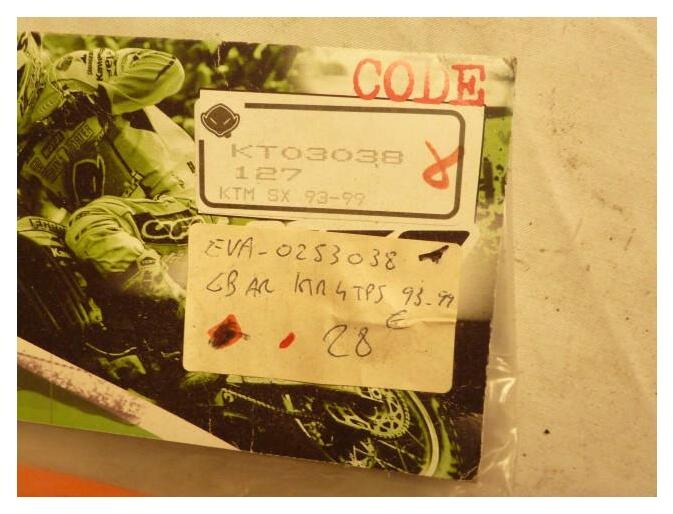 CODE
KT03038
127
KTM SX 93-99
EVA-0253038
GB AR KTM 4TPS 93-99
28 €